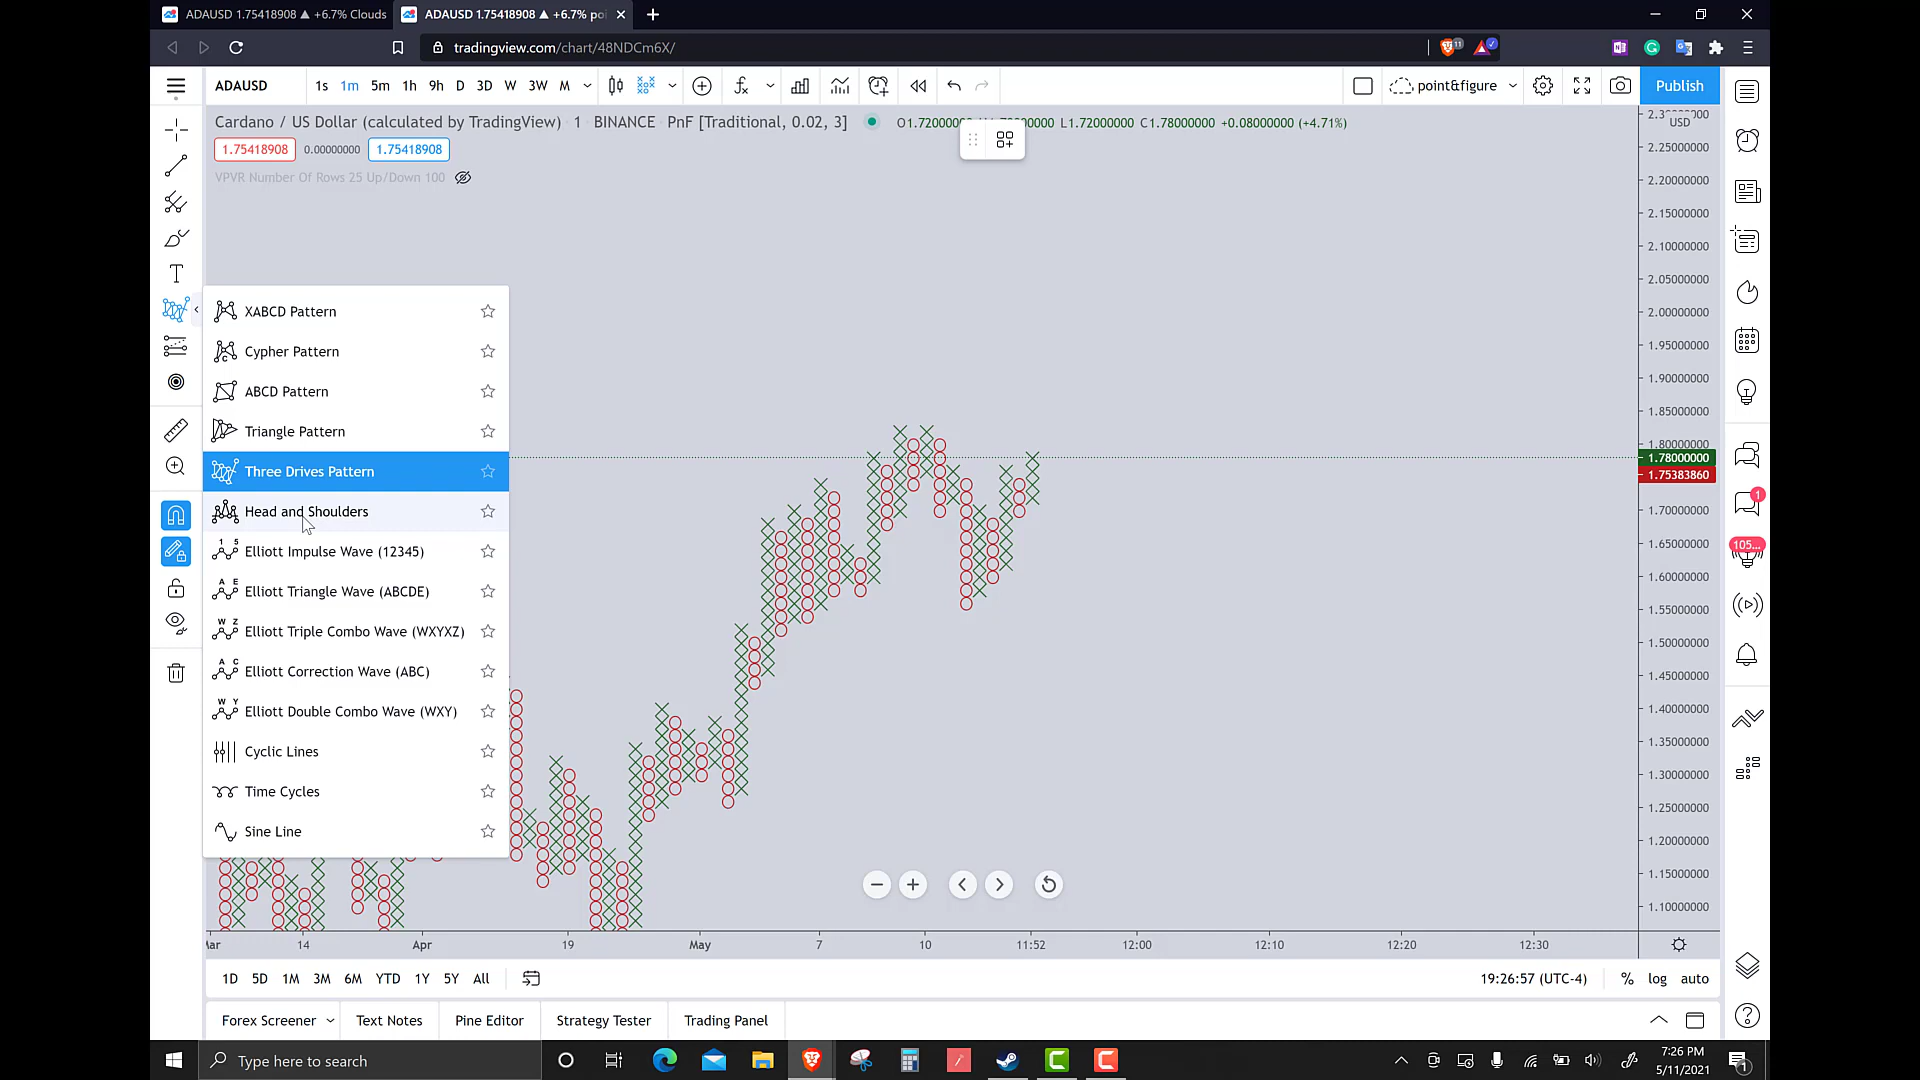 ADAUSD 1.75418908 ▲ +6.7% Clouds
ADAUSD 1.75418908 ▲ +6.7% poi
tradingview.com/chart/48NDCm6X/
11
ADAUSD
1s 1m 5m 1h 9h D 3D W 3W M
point&figure
Publish
Cardano / US Dollar (calculated by TradingView) · 1 · BINANCE · PnF [Traditional, 0.02, 3]
L1.72000000 C1.78000000 +0.08000000 (+4.71%)
USD
1.75418908 0.00000000 1.75418908
VPVR Number Of Rows 25 Up/Down 100
XABCD Pattern
Cypher Pattern
ABCD Pattern
Triangle Pattern
Three Drives Pattern
Head and Shoulders
Elliott Impulse Wave (12345)
Elliott Triangle Wave (ABCDE)
Elliott Triple Combo Wave (WXYXZ)
Elliott Correction Wave (ABC)
Elliott Double Combo Wave (WXY)
Cyclic Lines
Time Cycles
Sine Line
2.25000000
2.20000000
2.15000000
2.10000000
2.05000000
2.00000000
1.95000000
1.90000000
1.85000000
1.80000000
1.78000000
1.75383860
1.70000000
1.65000000
1.60000000
1.55000000
1.50000000
1.45000000
1.40000000
1.35000000
1.30000000
1.25000000
1.20000000
1.15000000
1.10000000
1
105...
14 Apr 19 May 7 10 11:52 12:00 12:10 12:20 12:30
1D 5D 1M 3M 6M YTD 1Y 5Y All
19:26:57 (UTC-4) % log auto
Forex Screener Text Notes Pine Editor Strategy Tester Trading Panel
Type here to search
7:26 PM
5/11/2021
1